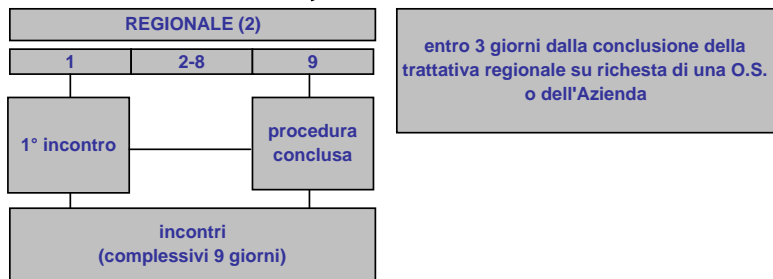 REGIONALE (2)
1 2-8 9
1° incontro
procedura
conclusa
incontri
(complessivi 9 giorni)
entro 3 giorni dalla conclusione della
trattativa regionale su richesta di una O.S.
o dell'Azienda